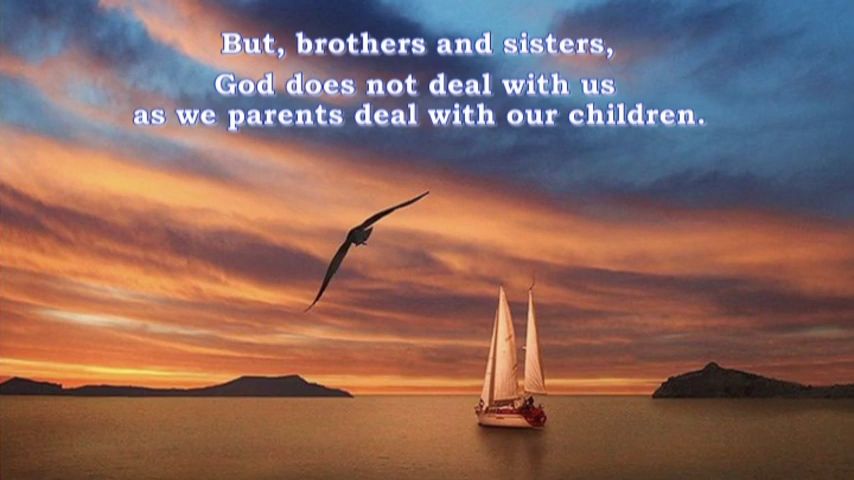 But, brothers and sisters,
God does not deal with us
as we parents deal with our children.